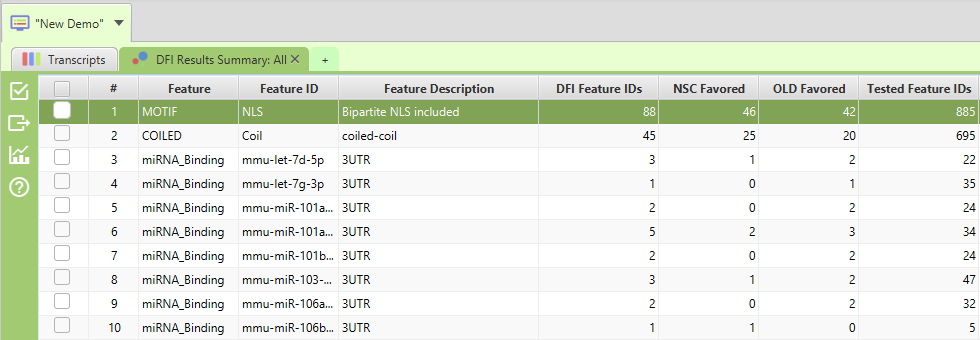 "New Demo"
Transcripts DFI Results Summary: All +
# Feature Feature ID Feature Description DFI Feature IDs NSC Favored OLD Favored Tested Feature IDs
1 MOTIF NLS Bipartite NLS included 88 46 42 885
2 COILED Coil coiled-coil 45 25 20 695
3 miRNA_Binding mmu-let-7d-5p 3UTR 3 1 2 22
4 miRNA_Binding mmu-let-7g-3p 3UTR 1 0 1 35
5 miRNA_Binding mmu-miR-101a... 3UTR 2 0 2 24
6 miRNA_Binding mmu-miR-101a... 3UTR 5 2 3 34
7 miRNA_Binding mmu-miR-101b... 3UTR 2 0 2 24
8 miRNA_Binding mmu-miR-103-... 3UTR 3 1 2 47
9 miRNA_Binding mmu-miR-106a... 3UTR 2 0 2 32
10 miRNA_Binding mmu-miR-106b... 3UTR 1 1 0 5